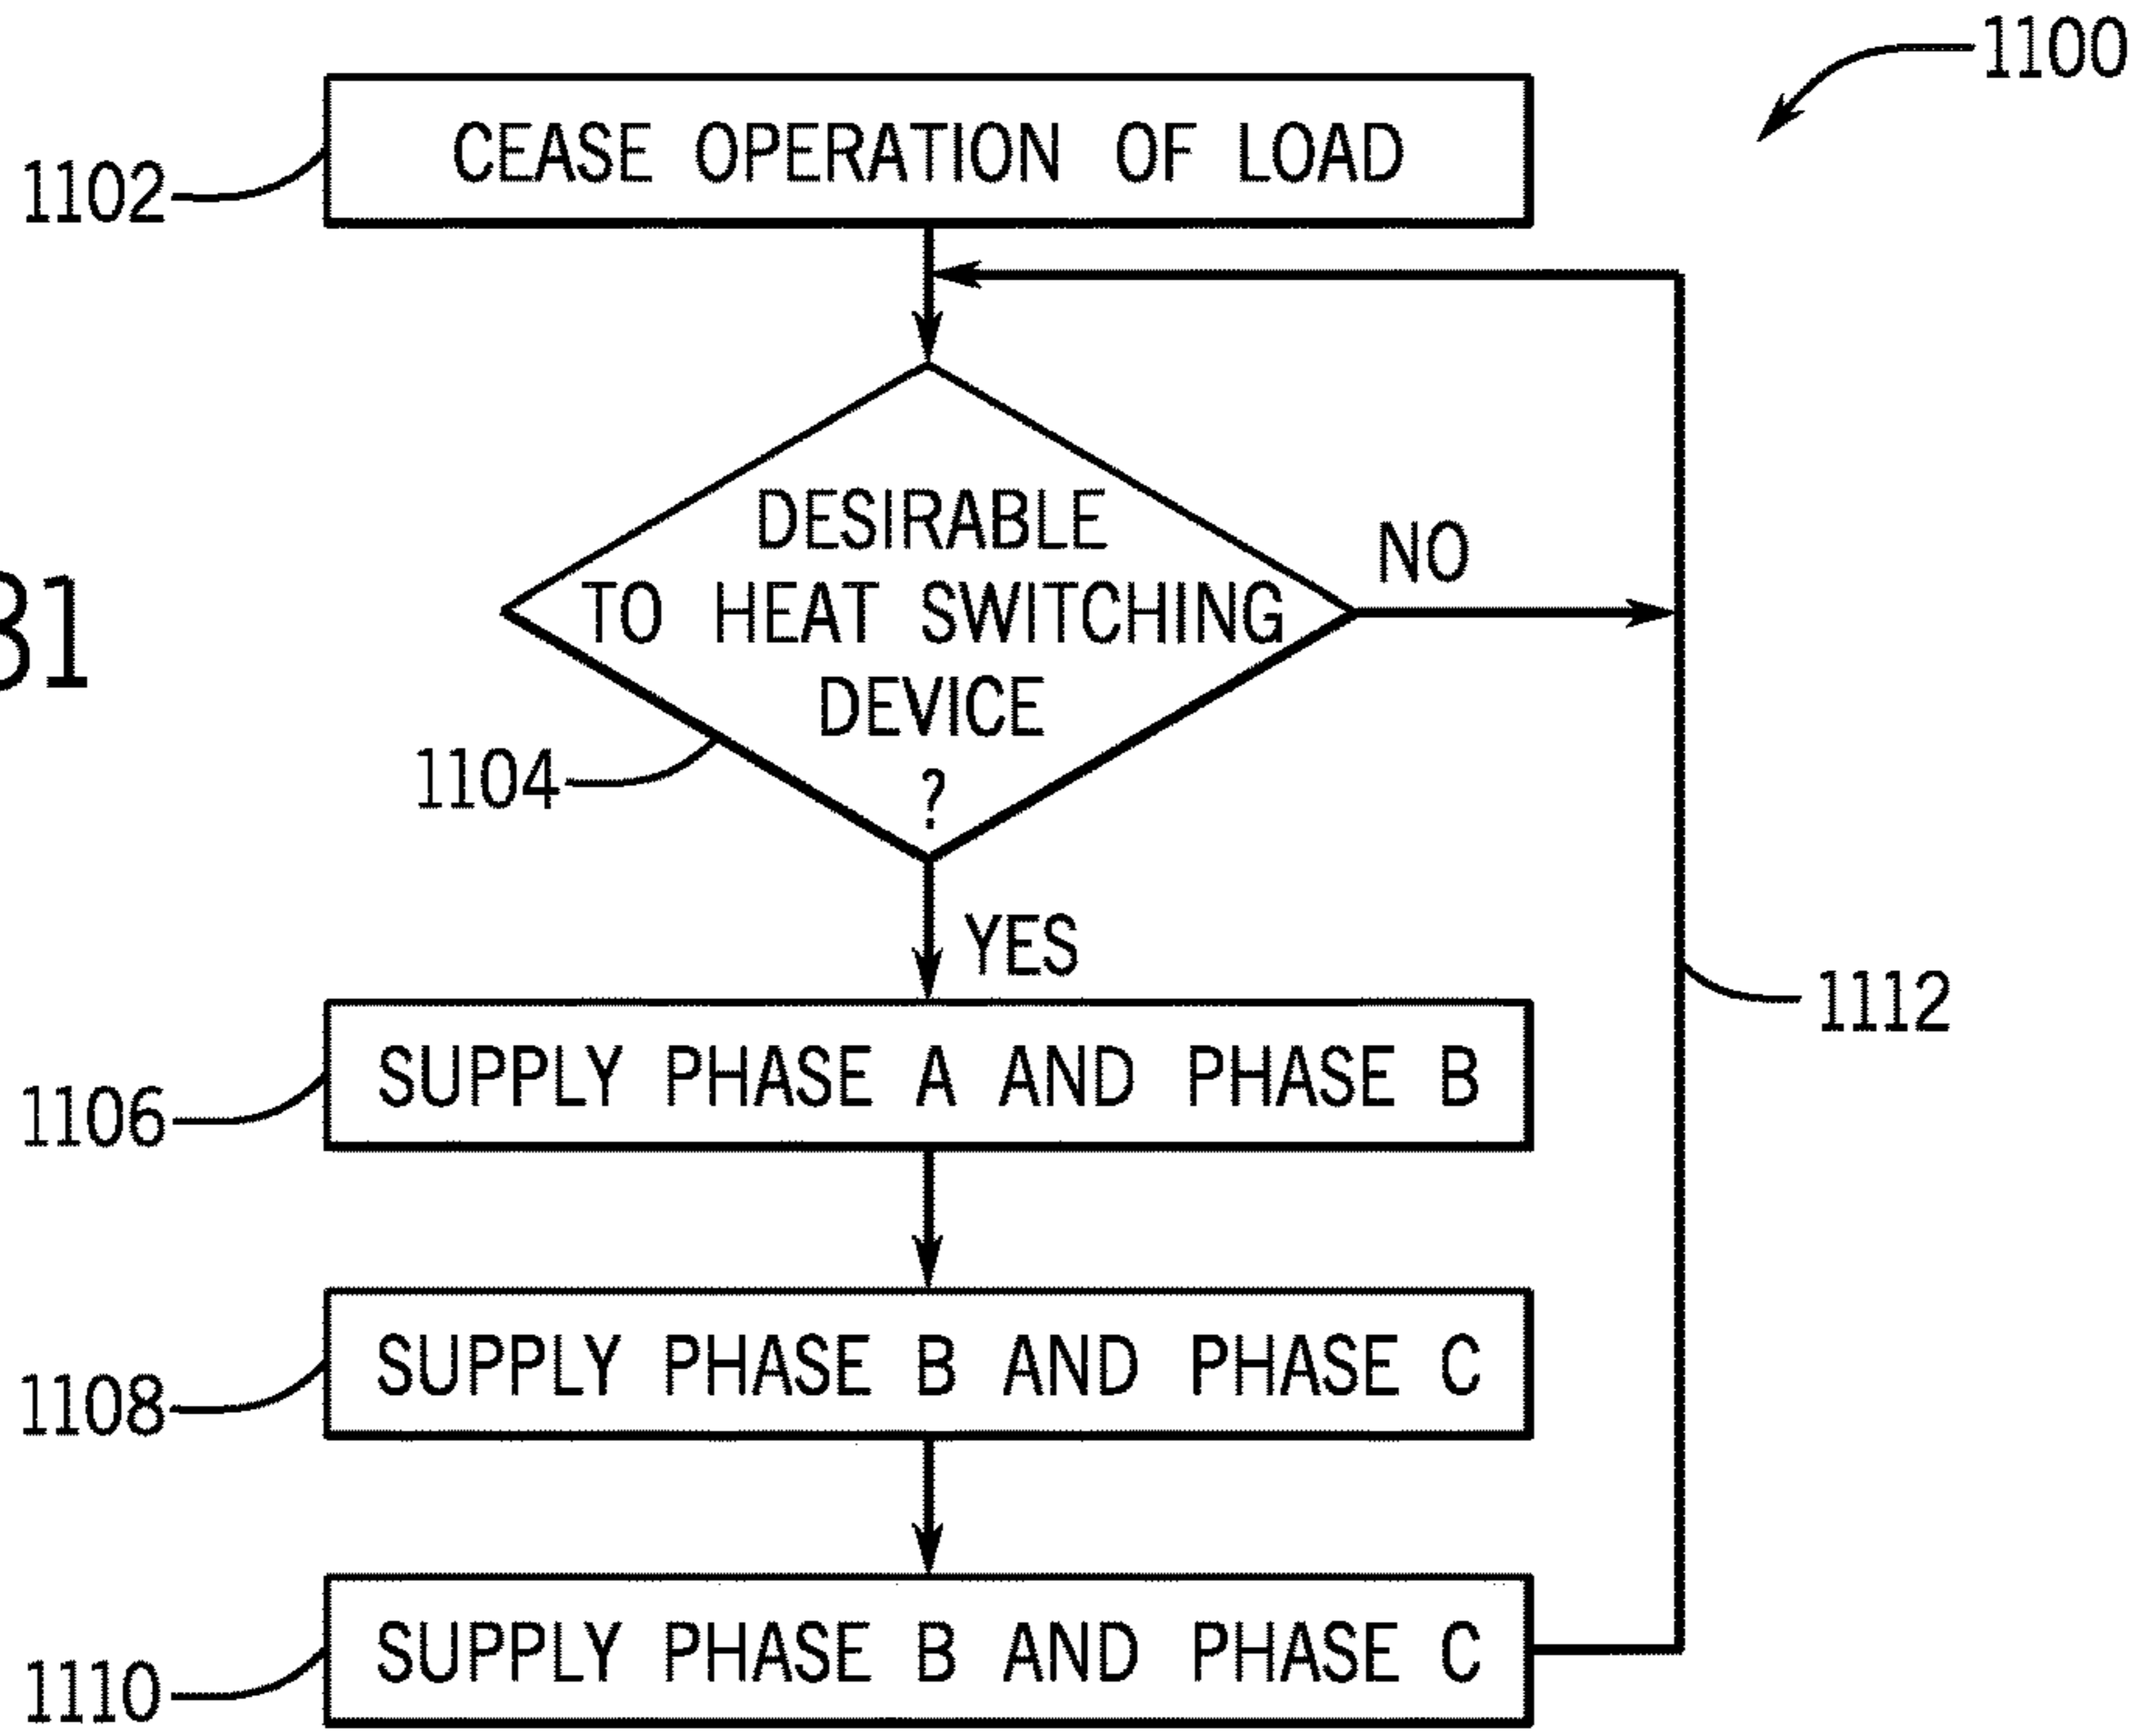 1100
CEASE OPERATION OF LOAD
1102
DESIRABLE
TO HEAT SWITCHING
DEVICE
?
NO
31
1104
YES
1112
SUPPLY PHASE A AND PHASE B
1106
SUPPLY PHASE B AND PHASE C
1108
SUPPLY PHASE B AND PHASE C
1110